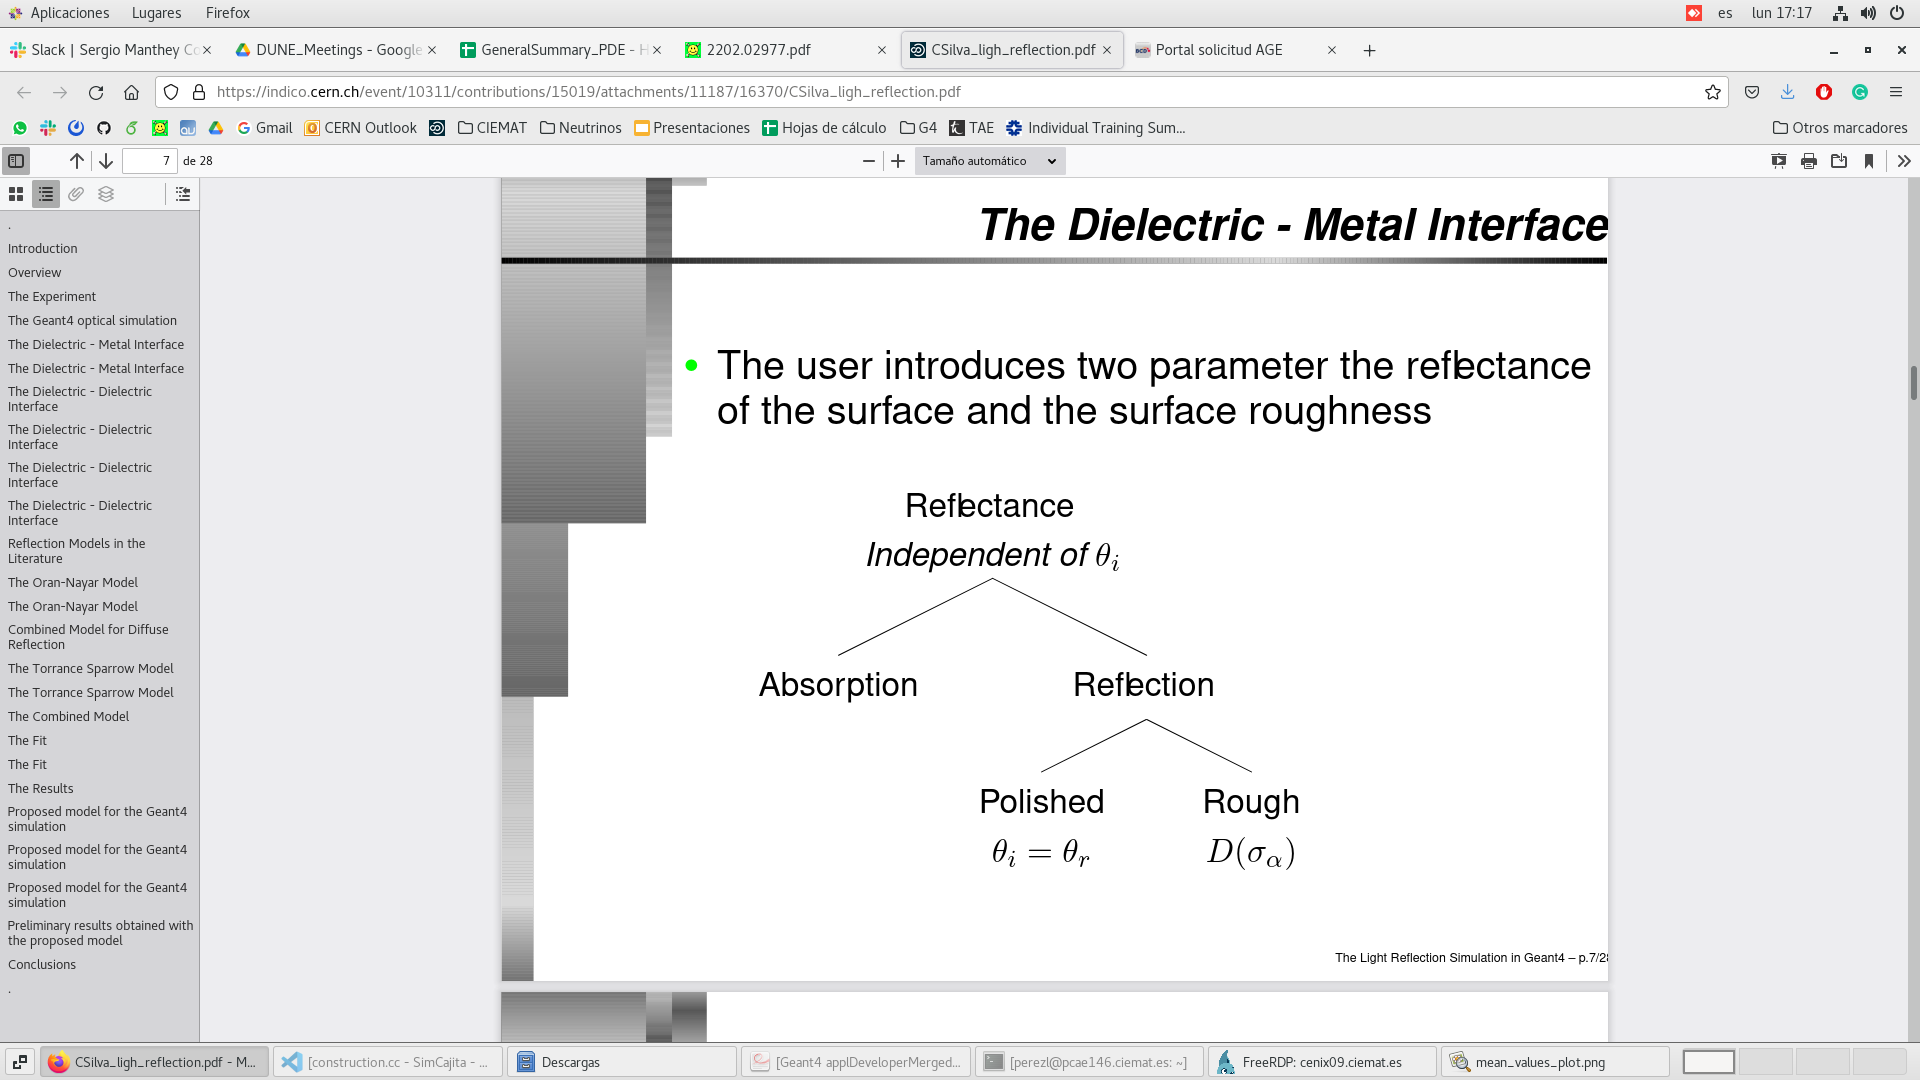 Aplicaciones Lugares Firefox es lun 17:17
Slack | Sergio Manthey Co DUNE_Meetings - Google GeneralSummary_PDE - H 2202.02977.pdf CSilva_ligh_reflection.pdf Portal solicitud AGE
https://indico.cern.ch/event/10311/contributions/15019/attachments/11187/16370/CSilva_ligh_reflection.pdf
Gmail CERN Outlook CIEMAT Neutrinos Presentaciones Hojas de cálculo G4 TAE Individual Training Sum... Otros marcadores
7 de 28 Tamaño automático
.
Introduction
Overview
The Experiment
The Geant4 optical simulation
The Dielectric - Metal Interface
The Dielectric - Metal Interface
The Dielectric - Dielectric
Interface
The Dielectric - Dielectric
Interface
The Dielectric - Dielectric
Interface
The Dielectric - Dielectric
Interface
Reflection Models in the
Literature
The Oran-Nayar Model
The Oran-Nayar Model
Combined Model for Diffuse
Reflection
The Torrance Sparrow Model
The Torrance Sparrow Model
The Combined Model
The Fit
The Fit
The Results
Proposed model for the Geant4
simulation
Proposed model for the Geant4
simulation
Proposed model for the Geant4
simulation
Preliminary results obtained with
the proposed model
Conclusions
.
The Dielectric - Metal Interface
• The user introduces two parameter the reflectance
of the surface and the surface roughness
Reflectance
Independent of θi
Absorption Reflection
Polished Rough
θi = θr D(σα)
The Light Reflection Simulation in Geant4 – p.7/28
CSilva_ligh_reflection.pdf - M... [construction.cc - SimCajita - ... Descargas [Geant4 applDeveloperMerged... [perezl@pcae146.ciemat.es: ~] FreeRDP: cenix09.ciemat.es mean_values_plot.png